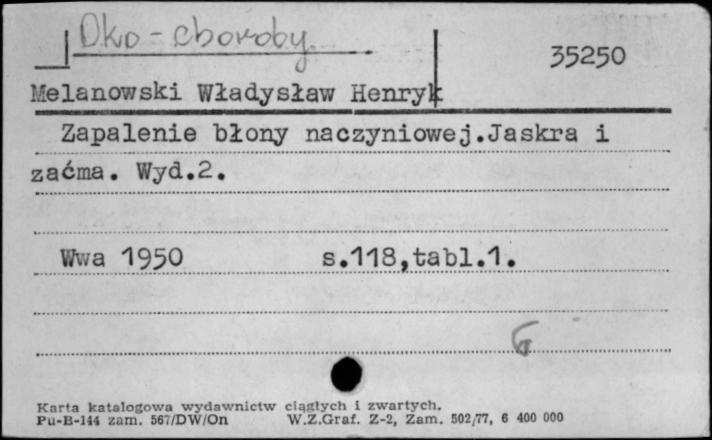 Oko - choroby
35250
Melanowski Władysław Henryk
Zapalenie błony naczyniowej.Jaskra i
zaćma. Wyd.2.
Wwa 1950 s.118,tabl.1.
6
Karta katalogowa wydawnictw ciągłych i zwartych.
Pu-B-144 zam. 567/DW/On W.Z.Graf. Z-2, Zam. 502/77, 6 400 000